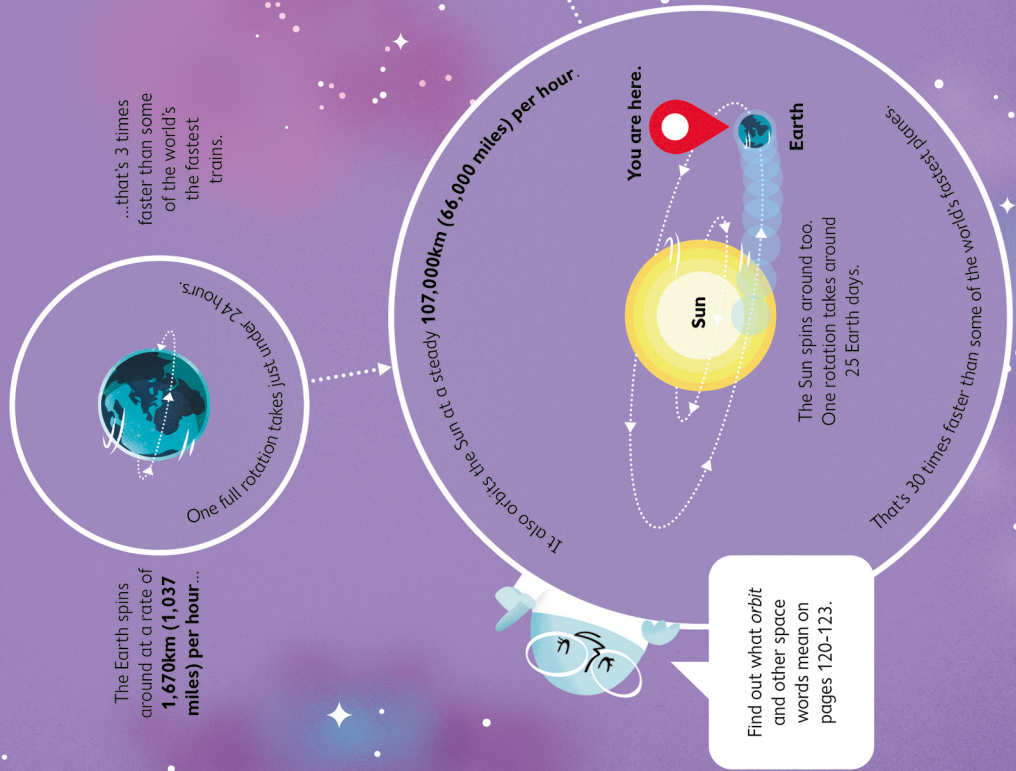 The Earth spins
around at a rate of
1,670km (1,037
miles) per hour...
One full rotation takes just under 24 hours.
...that's 3 times
faster than some
of the world's
the fastest
trains.
It also orbits the Sun at a steady 107,000km (66,000 miles) per hour.
You are here.
Earth
Sun
The Sun spins around too.
One rotation takes around
25 Earth days.
That's 30 times faster than some of the world's fastest planes.
Find out what orbit
and other space
words mean on
pages 120-123.